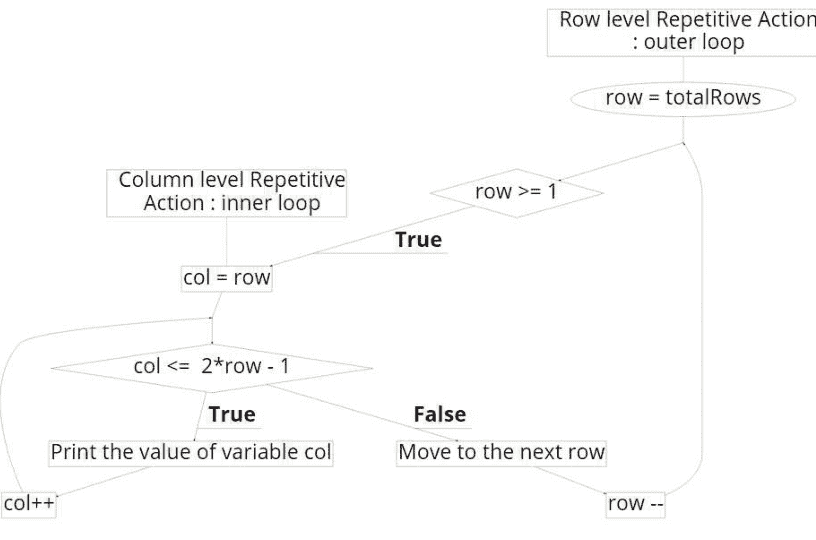 Row level Repetitive Action
: outer loop
row = totalRows
row >= 1
Column level Repetitive
Action : inner loop
True
col = row
col <= 2*row - 1
True
False
Print the value of variable col
Move to the next row
col++
row --